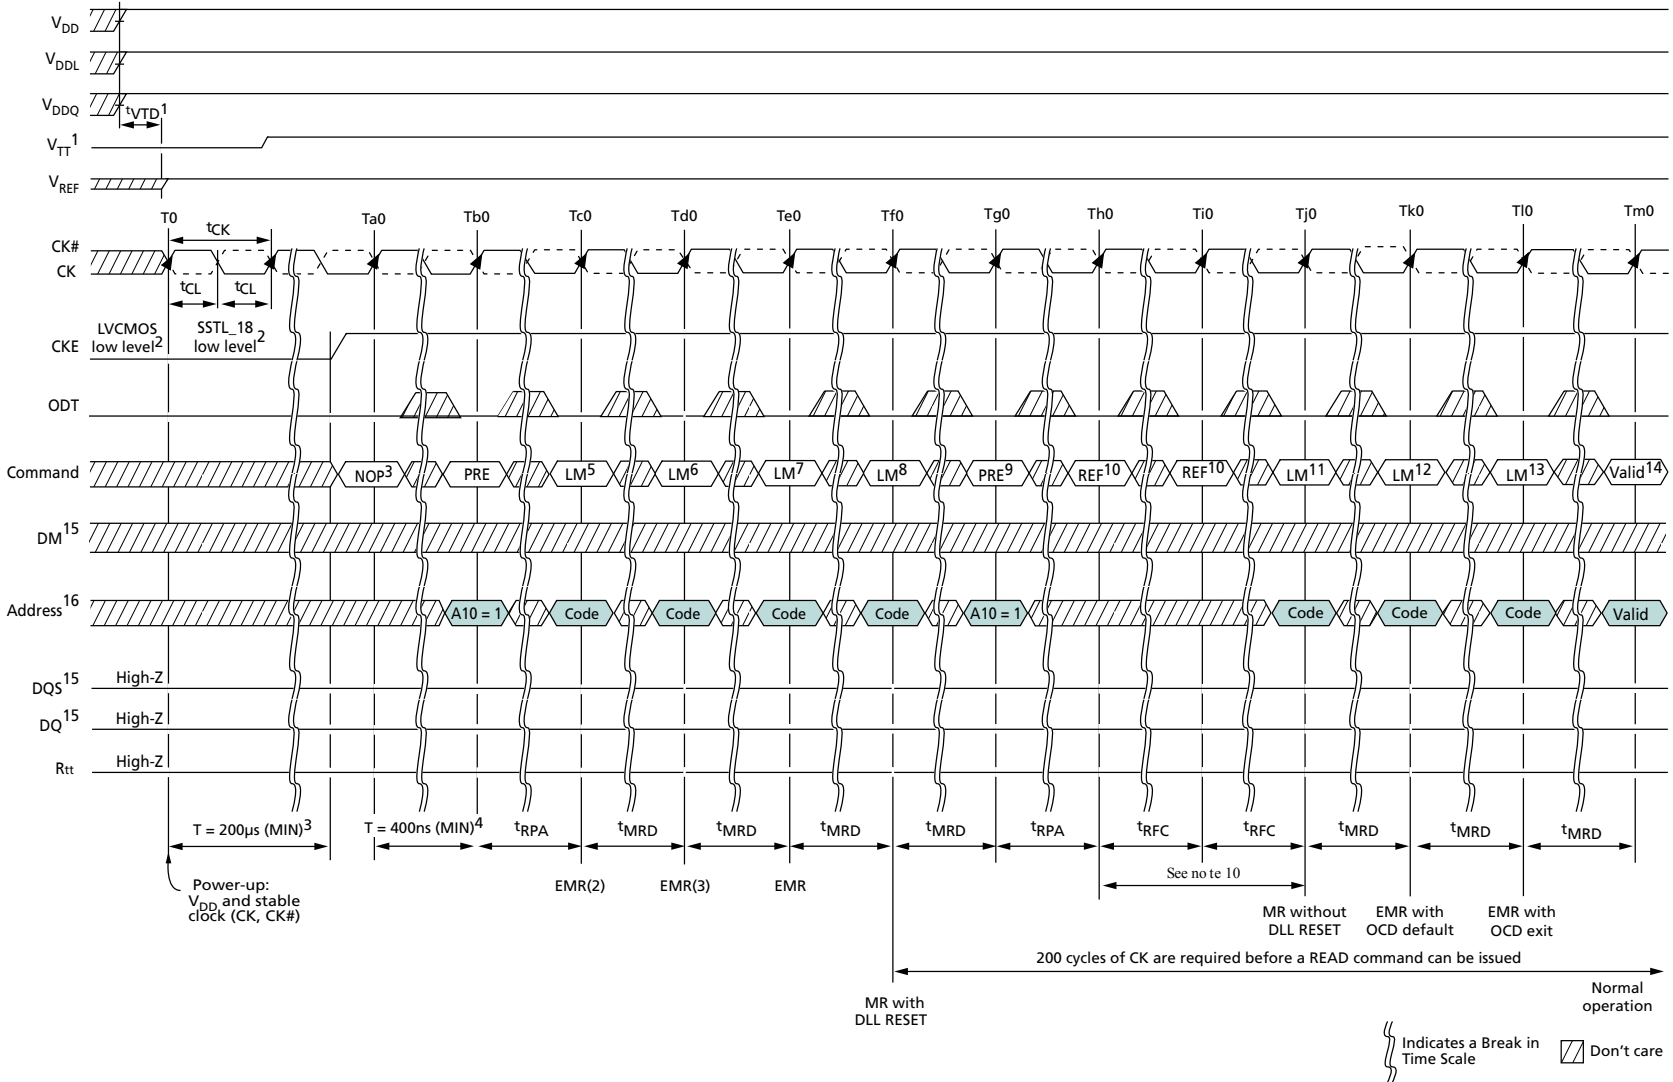 VDD
VDDL
VDDQ
tVTD1
VTT1
VREF
T0 Ta0 Tb0 Tc0 Td0 Te0 Tf0 Tg0 Th0 Ti0 Tj0 Tk0 Tl0 Tm0
tCK
CK#
CK
tCL tCL
LVCMOS low level2
SSTL_18 low level2
CKE
ODT
Command NOP3 PRE LM5 LM6 LM7 LM8 PRE9 REF10 REF10 LM11 LM12 LM13 Valid14
DM15
Address16 A10 = 1 Code Code Code Code A10 = 1 Code Code Code Valid
DQS15 High-Z
DQ15 High-Z
Rtt High-Z
T = 200µs (MIN)3 T = 400ns (MIN)4 tRPA tMRD tMRD tMRD tMRD tRPA tRFC tRFC tMRD tMRD tMRD
Power-up:
VDD and stable
clock (CK, CK#)
EMR(2) EMR(3) EMR
See note 10
MR without
DLL RESET
EMR with
OCD default
EMR with
OCD exit
200 cycles of CK are required before a READ command can be issued
MR with
DLL RESET
Normal
operation
Indicates a Break in
Time Scale
Don't care